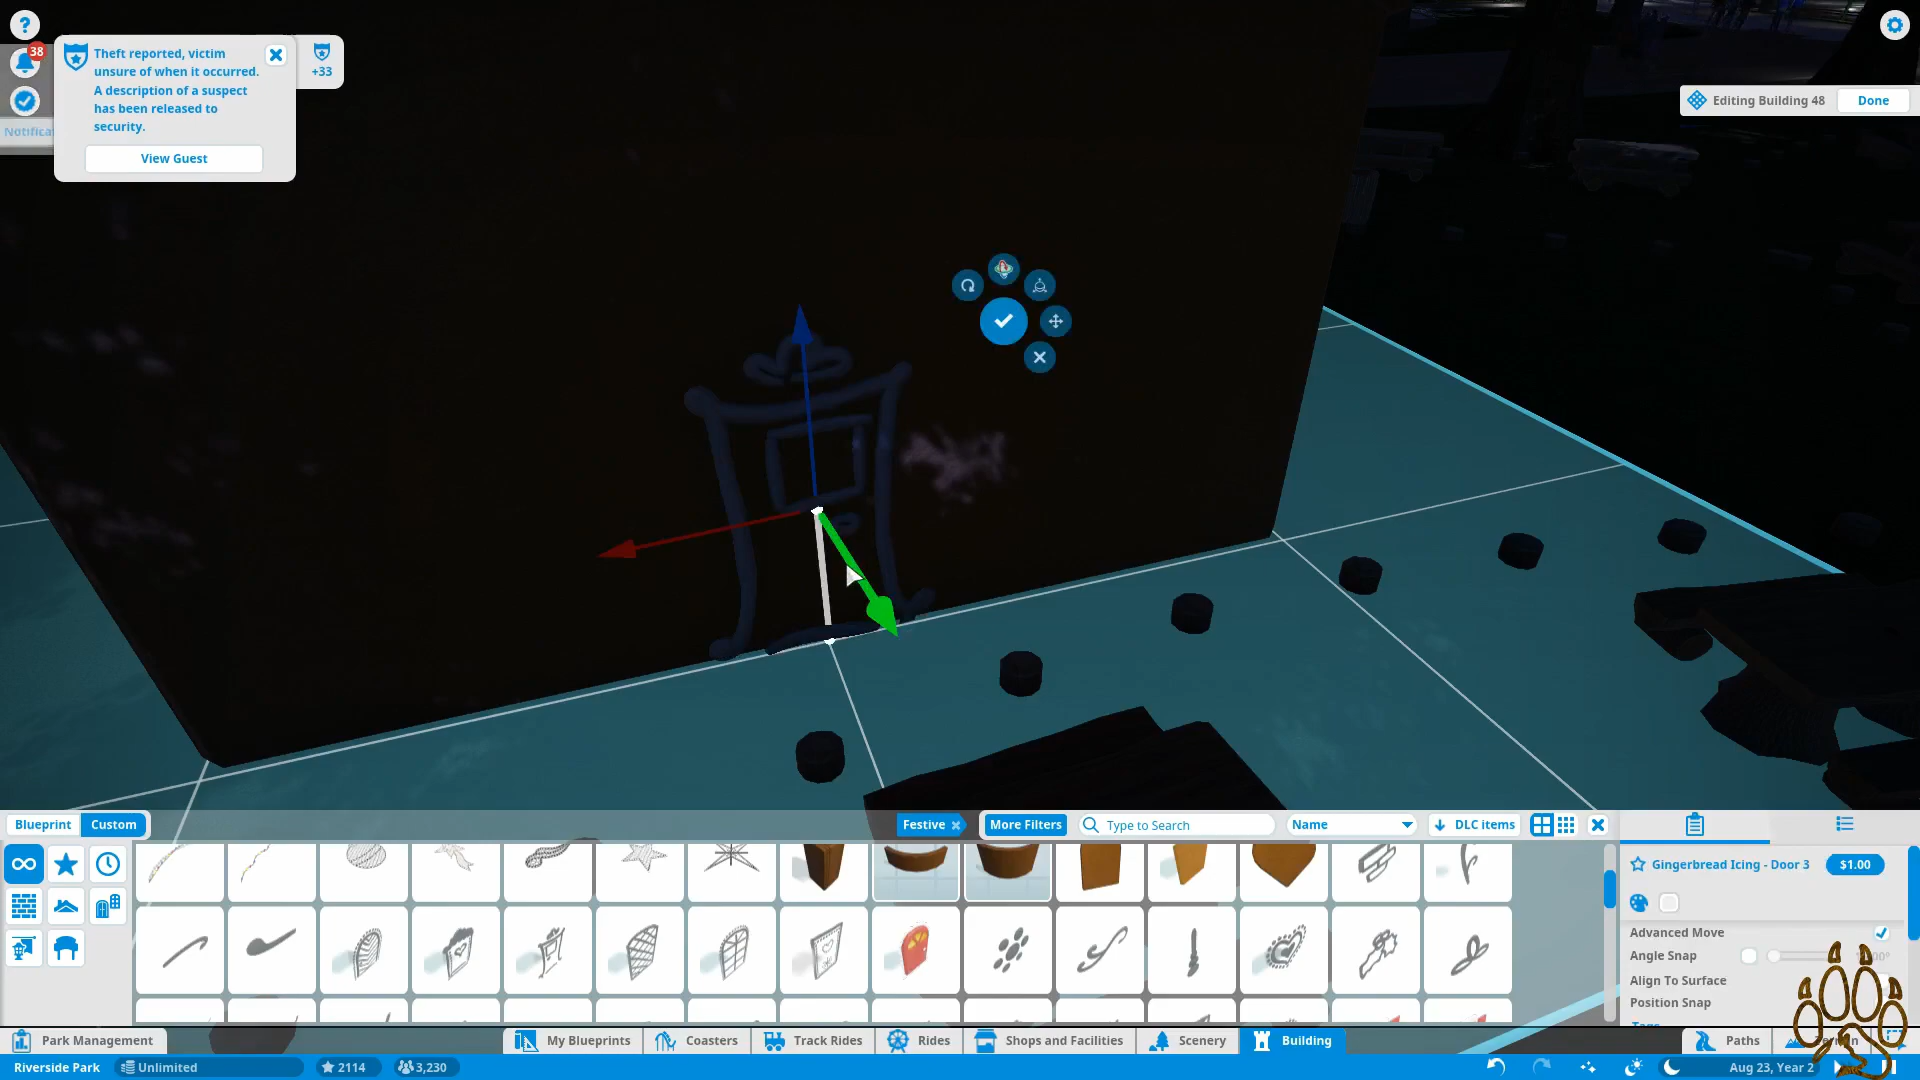 ?
38
Theft reported, victim
unsure of when it occurred.
A description of a suspect
has been released to
security.
View Guest
+33
Notifica
Editing Building 48
Done
Blueprint
Custom
Festive
More Filters
Type to Search
Name
DLC items
Gingerbread Icing - Door 3
$1.00
Advanced Move
Angle Snap
Align To Surface
Position Snap
Park Management
My Blueprints
Coasters
Track Rides
Rides
Shops and Facilities
Scenery
Building
Paths
Riverside Park
Unlimited
2114
3,230
Aug 23, Year 2